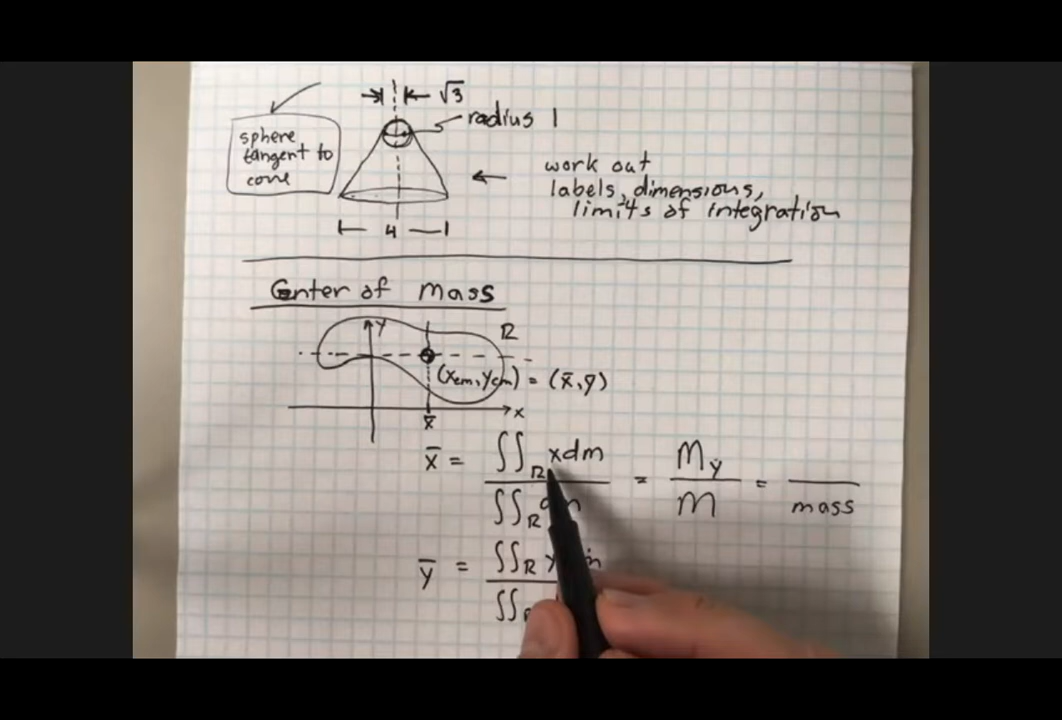 √3
radius 1
sphere
tangent to
cone
work out
labels, dimensions,
limits of integration
4
Center of mass
y
R
(xcm, ycm) = (x̄, ȳ)
x
x̄
x̄ = ∫∫R x dm / ∫∫R dm = My / M = / mass
ȳ = ∫∫R y / ∫∫R